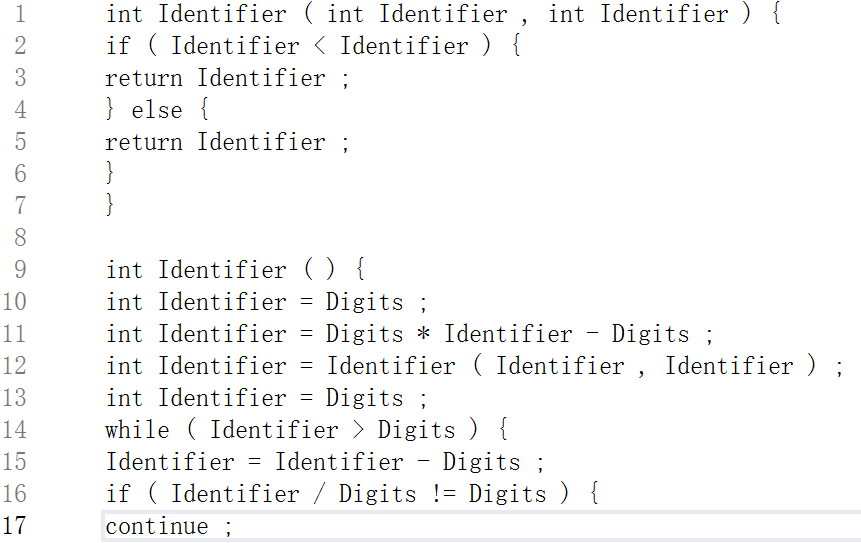 1 int Identifier ( int Identifier , int Identifier ) {
2 if ( Identifier < Identifier ) {
3 return Identifier ;
4 } else {
5 return Identifier ;
6 }
7 }
8
9 int Identifier ( ) {
10 int Identifier = Digits ;
11 int Identifier = Digits * Identifier - Digits ;
12 int Identifier = Identifier ( Identifier , Identifier ) ;
13 int Identifier = Digits ;
14 while ( Identifier > Digits ) {
15 Identifier = Identifier - Digits ;
16 if ( Identifier / Digits != Digits ) {
17 continue ;